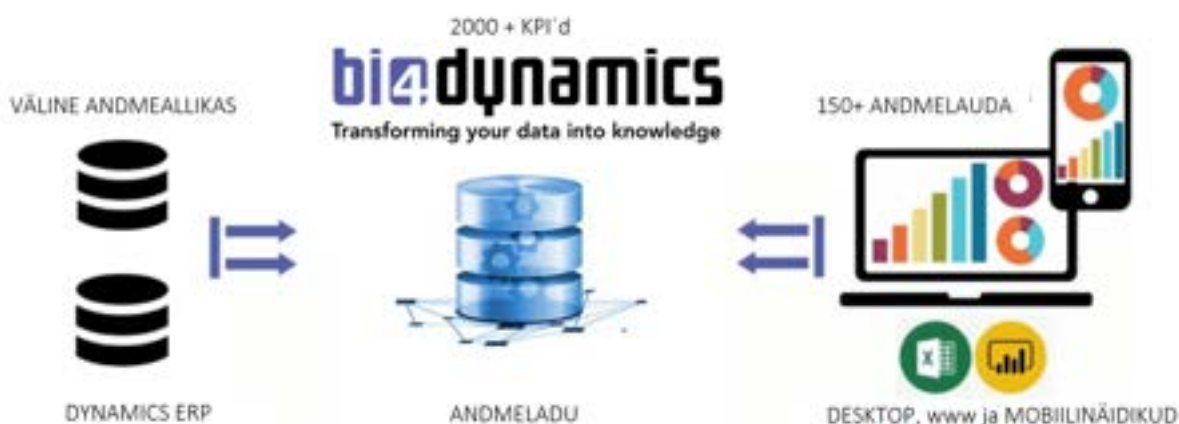 2000 + KPI´d
bi4dynamics
Transforming your data into knowledge
VÄLINE ANDMEALLIKAS
150+ ANDMELAUDA
DYNAMICS ERP
ANDMELADU
DESKTOP, www ja MOBIILINÄIDIKUD